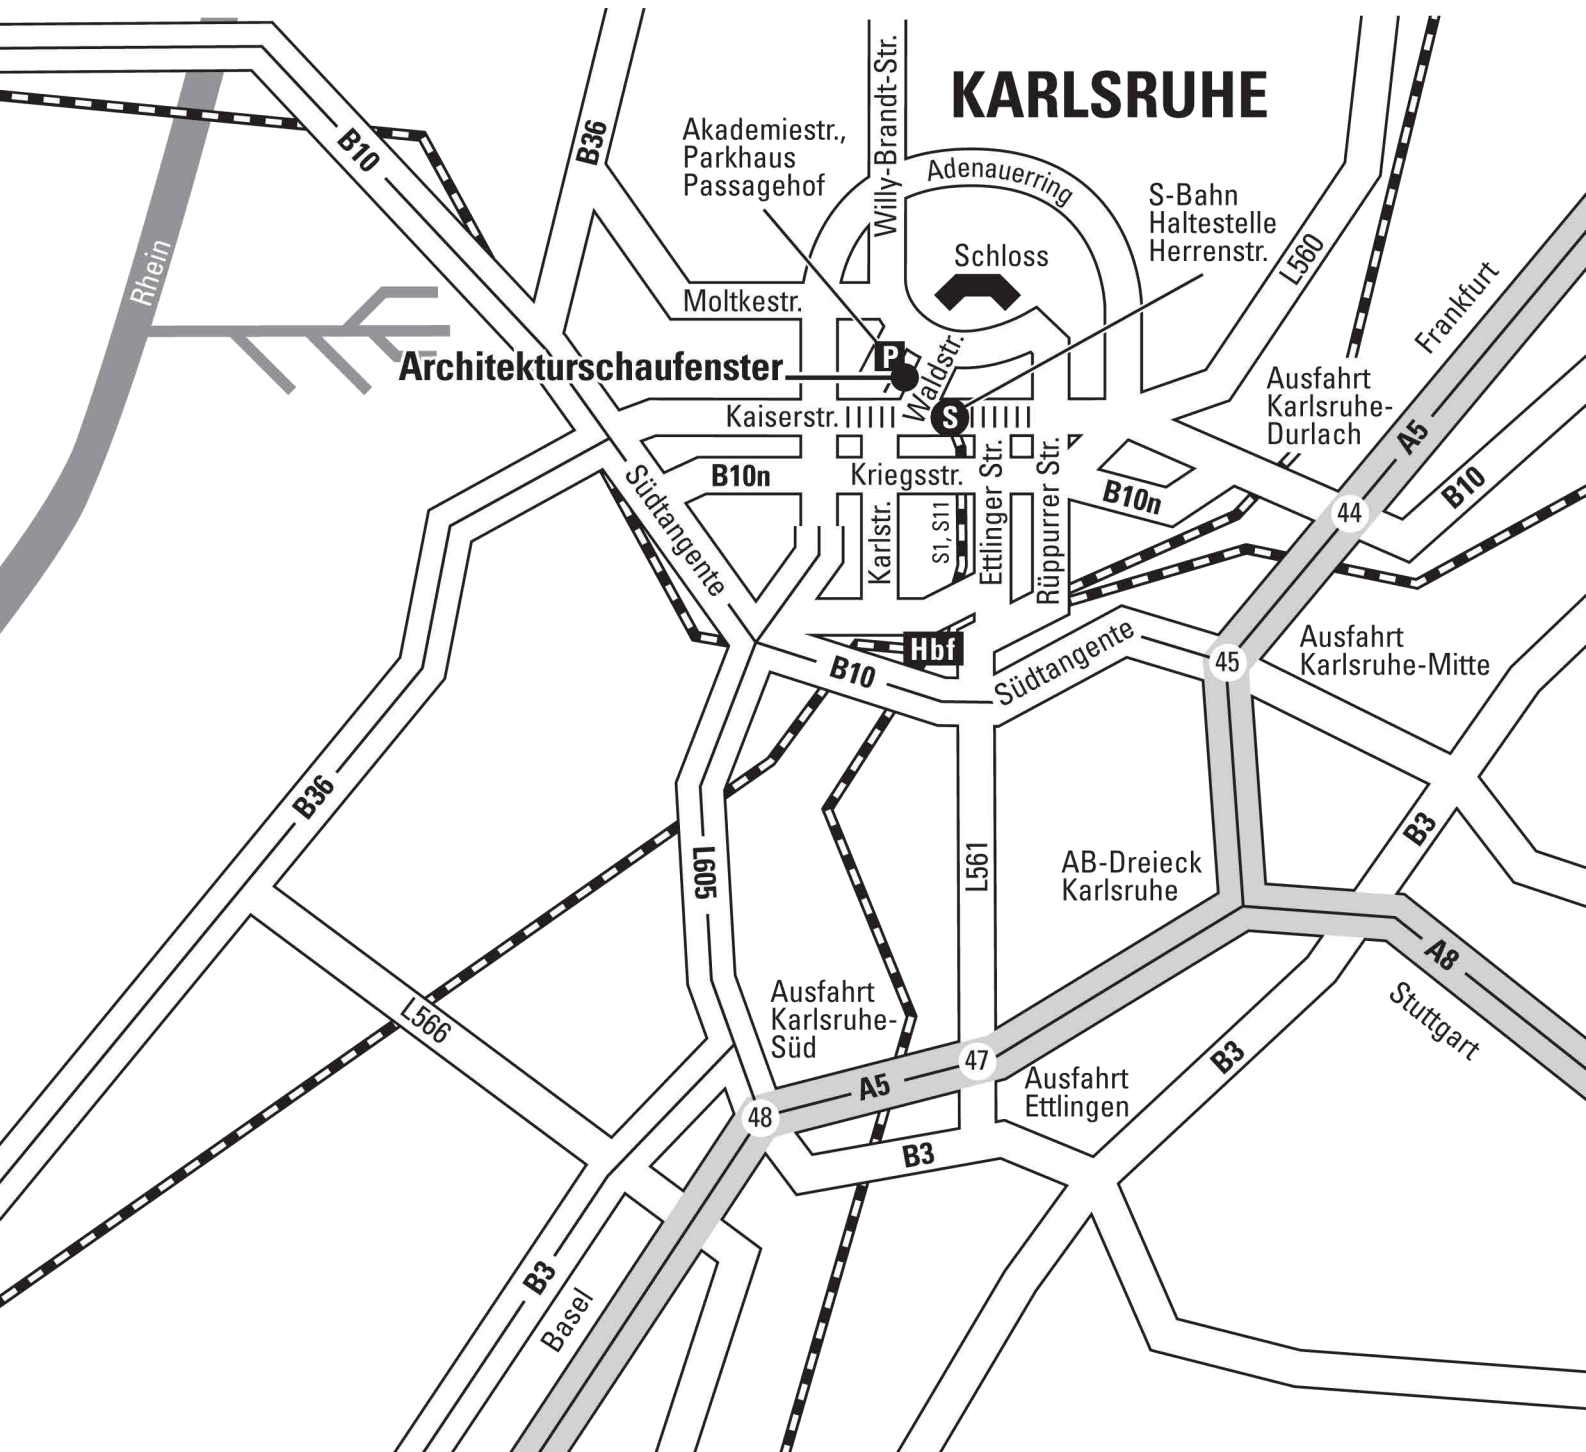 KARLSRUHE
Willy-Brandt-Str.
B36
B10
Akademiestr.,
Parkhaus
Passagehof
Adenauerring
S-Bahn
Haltestelle
Herrenstr.
L560
Rhein
Schloss
Moltkestr.
Frankfurt
P
Architekturschaufenster
Waldstr.
Ausfahrt
Karlsruhe-
Durlach
Kaiserstr.
S
A5
B10
Südtangente
B10n
Kriegsstr.
Ettlinger Str.
Rüppurrer Str.
B10n
44
Karlstr.
S1, S11
Hbf
B10
Südtangente
45
Ausfahrt
Karlsruhe-Mitte
B36
L605
L561
AB-Dreieck
Karlsruhe
B3
A8
Stuttgart
L566
Ausfahrt
Karlsruhe-
Süd
B3
47
A5
Ausfahrt
Ettlingen
48
B3
B3
Basel